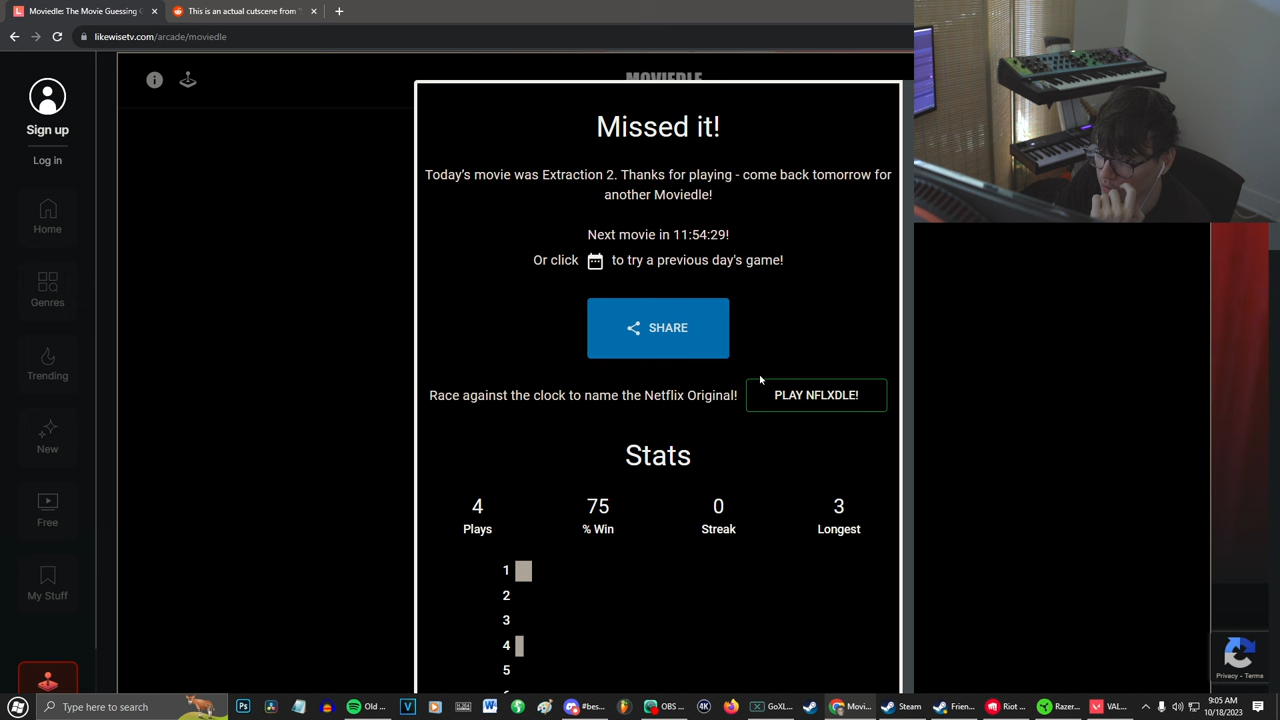 Moviedle: The Movie Guessing G
This is an actual cutscene from "
likewisetv.com/arcade/moviedle
MOVIEDLE
Sign up
Log in
Home
Genres
Trending
New
Free
My Stuff
Missed it!
Today's movie was Extraction 2. Thanks for playing - come back tomorrow for
another Moviedle!
Next movie in 11:54:29!
Or click to try a previous day's game!
SHARE
Race against the clock to name the Netflix Original!
PLAY NFLXDLE!
Stats
4 75 0 3
Plays % Win Streak Longest
1
2
3
4
5
Privacy - Terms
Type here to search
Old ...
#bes...
OBS ...
GoXL...
Movi...
Steam
Frien...
Riot ...
Razer...
VAL...
9:05 AM
10/18/2023